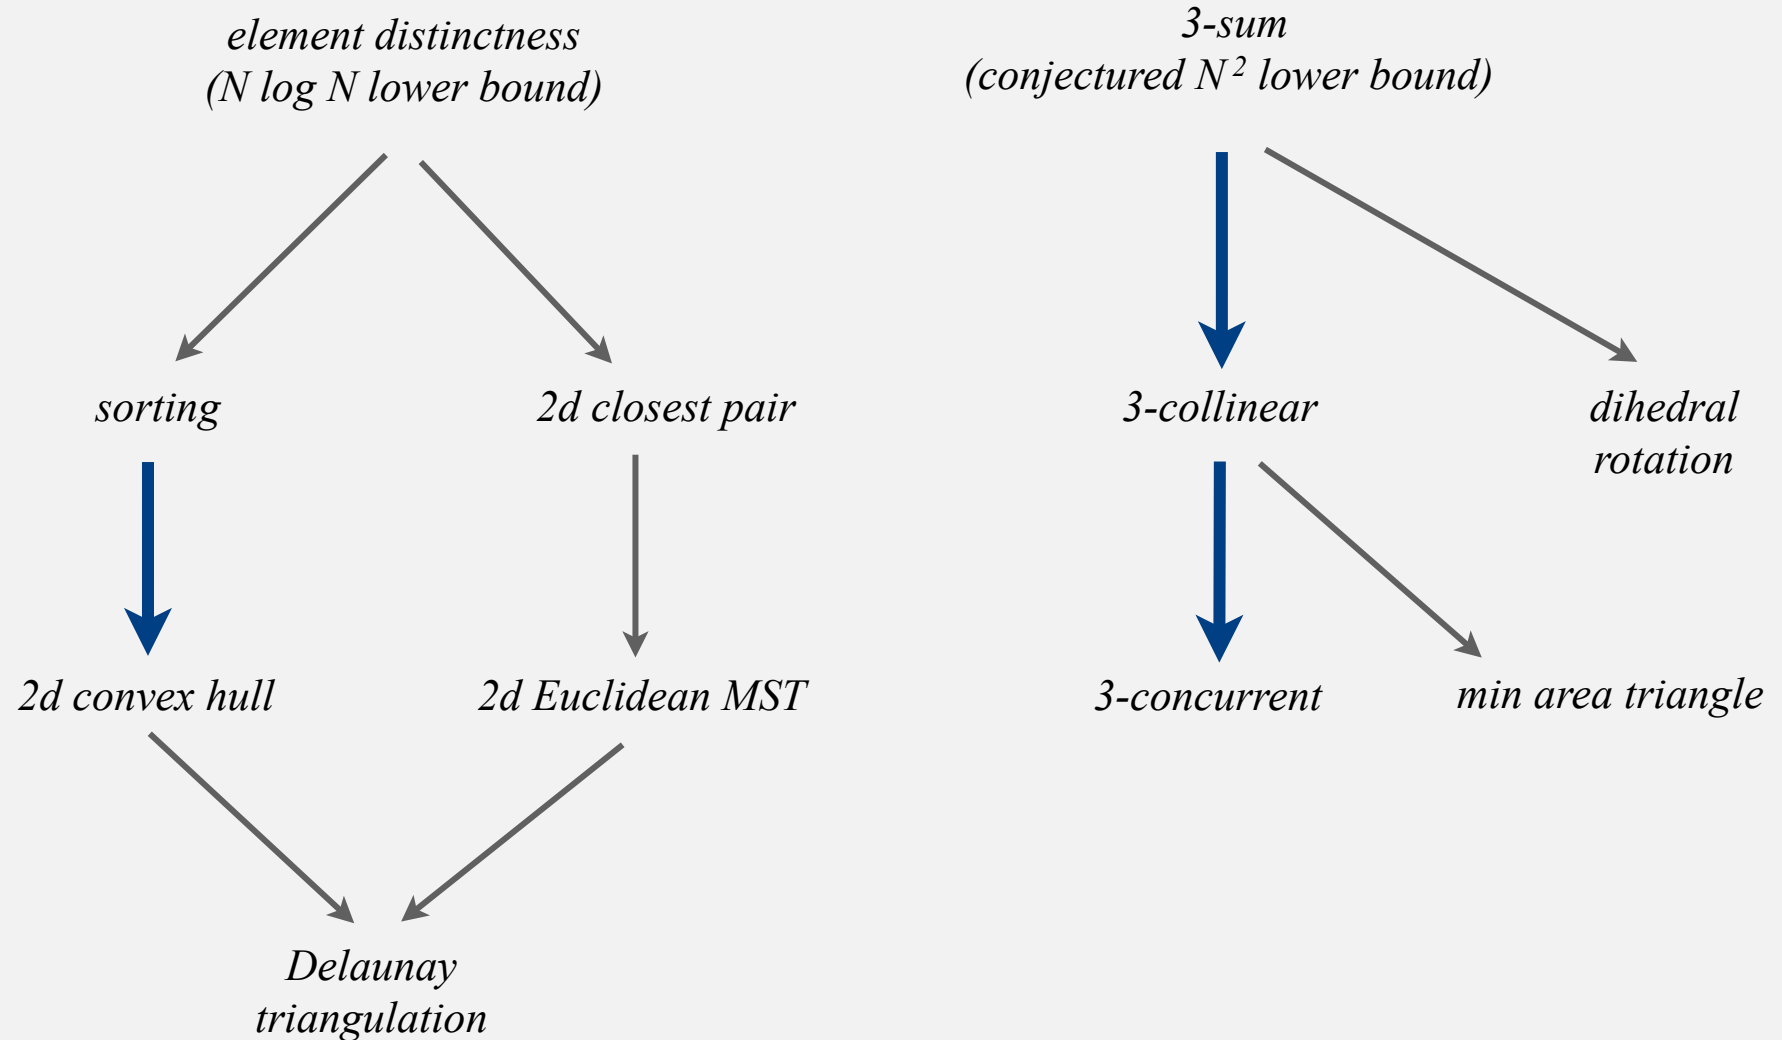 element distinctness
(N log N lower bound)
3-sum
(conjectured N² lower bound)
sorting
2d closest pair
3-collinear
dihedral
rotation
2d convex hull
2d Euclidean MST
3-concurrent
min area triangle
Delaunay
triangulation